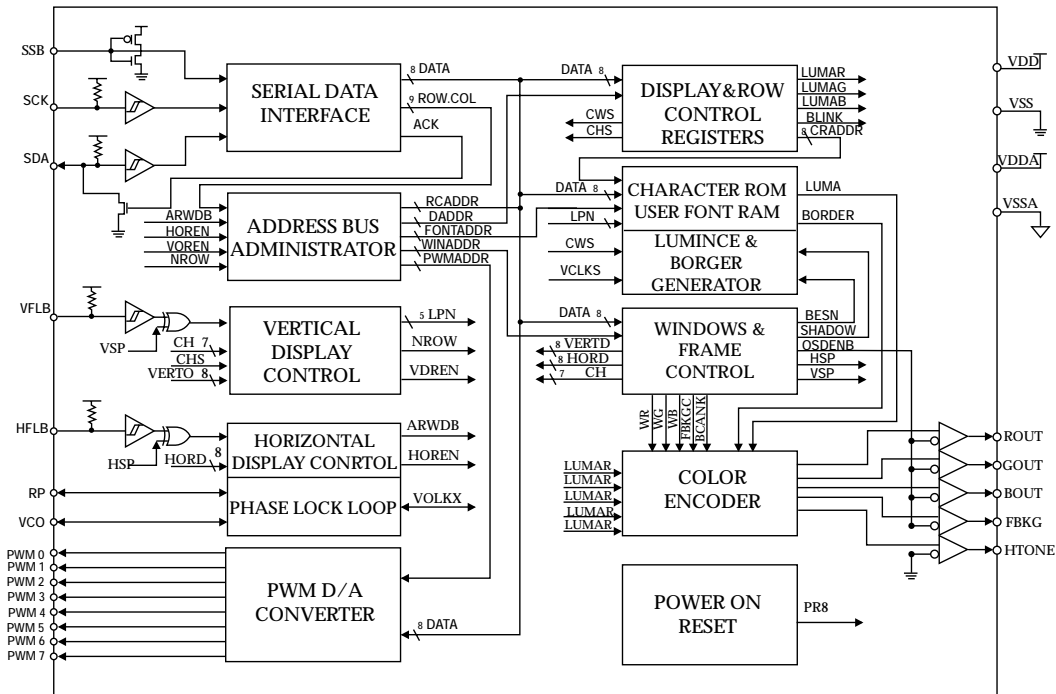 SSB
SCK
SDA
SERIAL DATA
INTERFACE
8 DATA
9 ROW.COL
ACK
DATA 8
CWS
CHS
DISPLAY&ROW
CONTROL
REGISTERS
LUMAR
LUMAG
LUMAB
BLINK
8 CRADDR
VDD
VSS
VDDA
VSSA
ARWDB
HOREN
VOREN
NROW
ADDRESS BUS
ADMINISTRATOR
RCADDR
DADDR
FONTADDR
WINADDR
PWMADDR
DATA 8
LPN
CWS
VCLKS
CHARACTER ROM
USER FONT RAM
LUMINCE &
BORGER
GENERATOR
LUMA
BORDER
VFLB
VSP
CH 7
CHS
VERTO 8
VERTICAL
DISPLAY
CONTROL
5 LPN
NROW
VDREN
DATA 8
8 VERTD
8 HORD
7 CH
WINDOWS &
FRAME
CONTROL
BESN
SHADOW
OSDENB
HSP
VSP
WR
WG
WB
FBKGC
BCANK
HFLB
HSP
HORD 8
HORIZONTAL
DISPLAY CONRTOL
ARWDB
HOREN
RP
VCO
PHASE LOCK LOOP
VOLKX
LUMAR
LUMAR
LUMAR
LUMAR
LUMAR
COLOR
ENCODER
ROUT
GOUT
BOUT
FBKG
HTONE
PWM 0
PWM 1
PWM 2
PWM 3
PWM 4
PWM 5
PWM 6
PWM 7
PWM D/A
CONVERTER
8 DATA
POWER ON
RESET
PR8